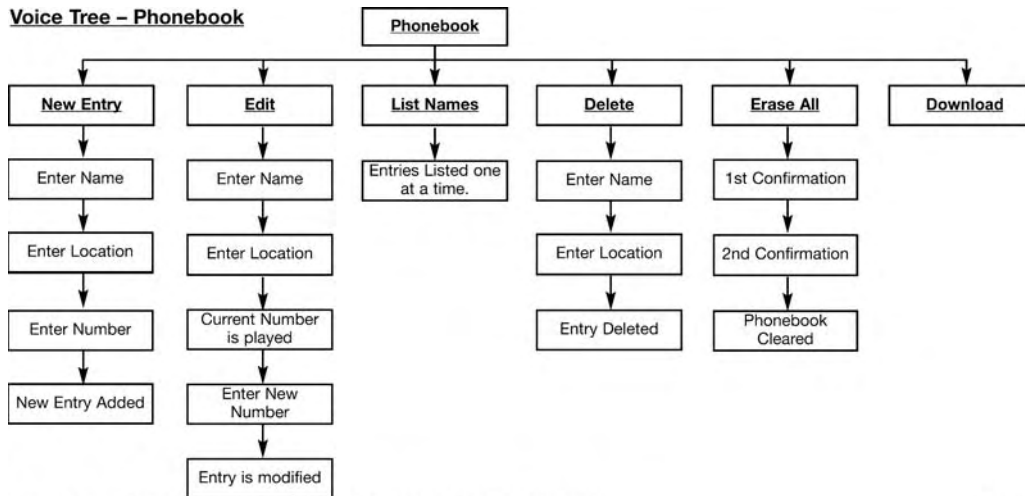 Voice Tree – Phonebook
Phonebook
New Entry
Edit
List Names
Delete
Erase All
Download
Enter Name
Enter Name
Entries Listed one
at a time.
Enter Name
1st Confirmation
Enter Location
Enter Location
Enter Location
2nd Confirmation
Enter Number
Current Number
is played
Entry Deleted
Phonebook
Cleared
New Entry Added
Enter New
Number
Entry is modified